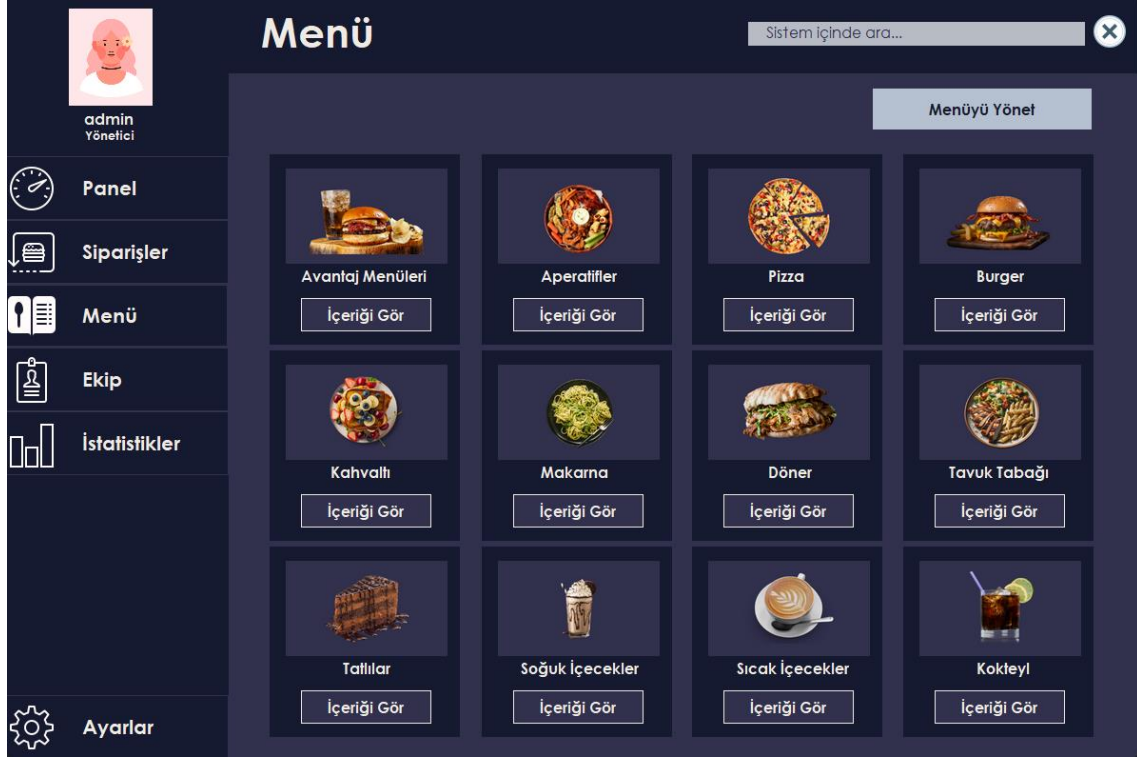 Menü
Sistem içinde ara...
admin
Yönetici
Menüyü Yönet
Panel
Siparişler
Menü
Ekip
İstatistikler
Ayarlar
Avantaj Menüleri
İçeriği Gör
Aperatifler
İçeriği Gör
Pizza
İçeriği Gör
Burger
İçeriği Gör
Kahvaltı
İçeriği Gör
Makarna
İçeriği Gör
Döner
İçeriği Gör
Tavuk Tabağı
İçeriği Gör
Tatlılar
İçeriği Gör
Soğuk İçecekler
İçeriği Gör
Sıcak İçecekler
İçeriği Gör
Kokteyl
İçeriği Gör